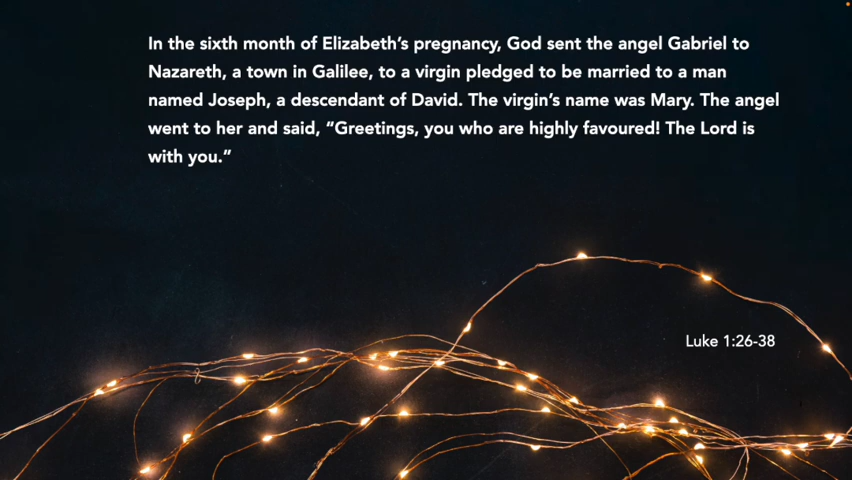 In the sixth month of Elizabeth’s pregnancy, God sent the angel Gabriel to
Nazareth, a town in Galilee, to a virgin pledged to be married to a man
named Joseph, a descendant of David. The virgin’s name was Mary. The angel
went to her and said, “Greetings, you who are highly favoured! The Lord is
with you.”
Luke 1:26-38